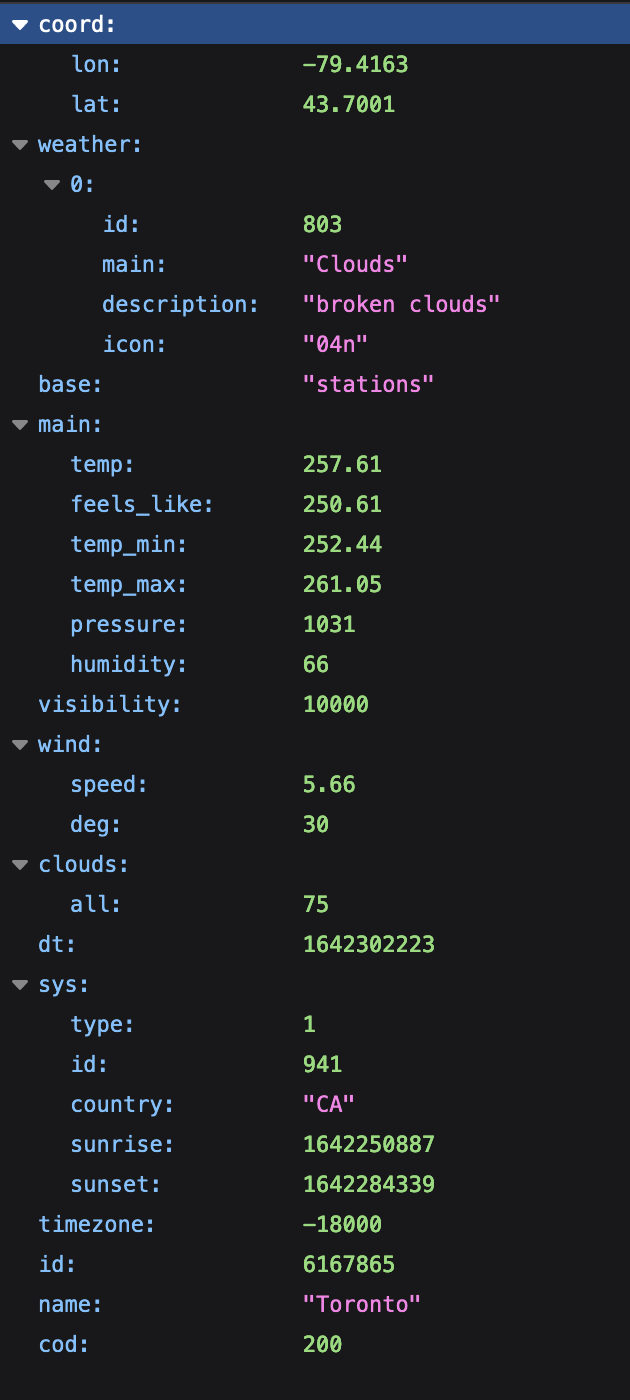 coord:
lon: -79.4163
lat: 43.7001
weather:
0:
id: 803
main: "Clouds"
description: "broken clouds"
icon: "04n"
base: "stations"
main:
temp: 257.61
feels_like: 250.61
temp_min: 252.44
temp_max: 261.05
pressure: 1031
humidity: 66
visibility: 10000
wind:
speed: 5.66
deg: 30
clouds:
all: 75
dt: 1642302223
sys:
type: 1
id: 941
country: "CA"
sunrise: 1642250887
sunset: 1642284339
timezone: -18000
id: 6167865
name: "Toronto"
cod: 200